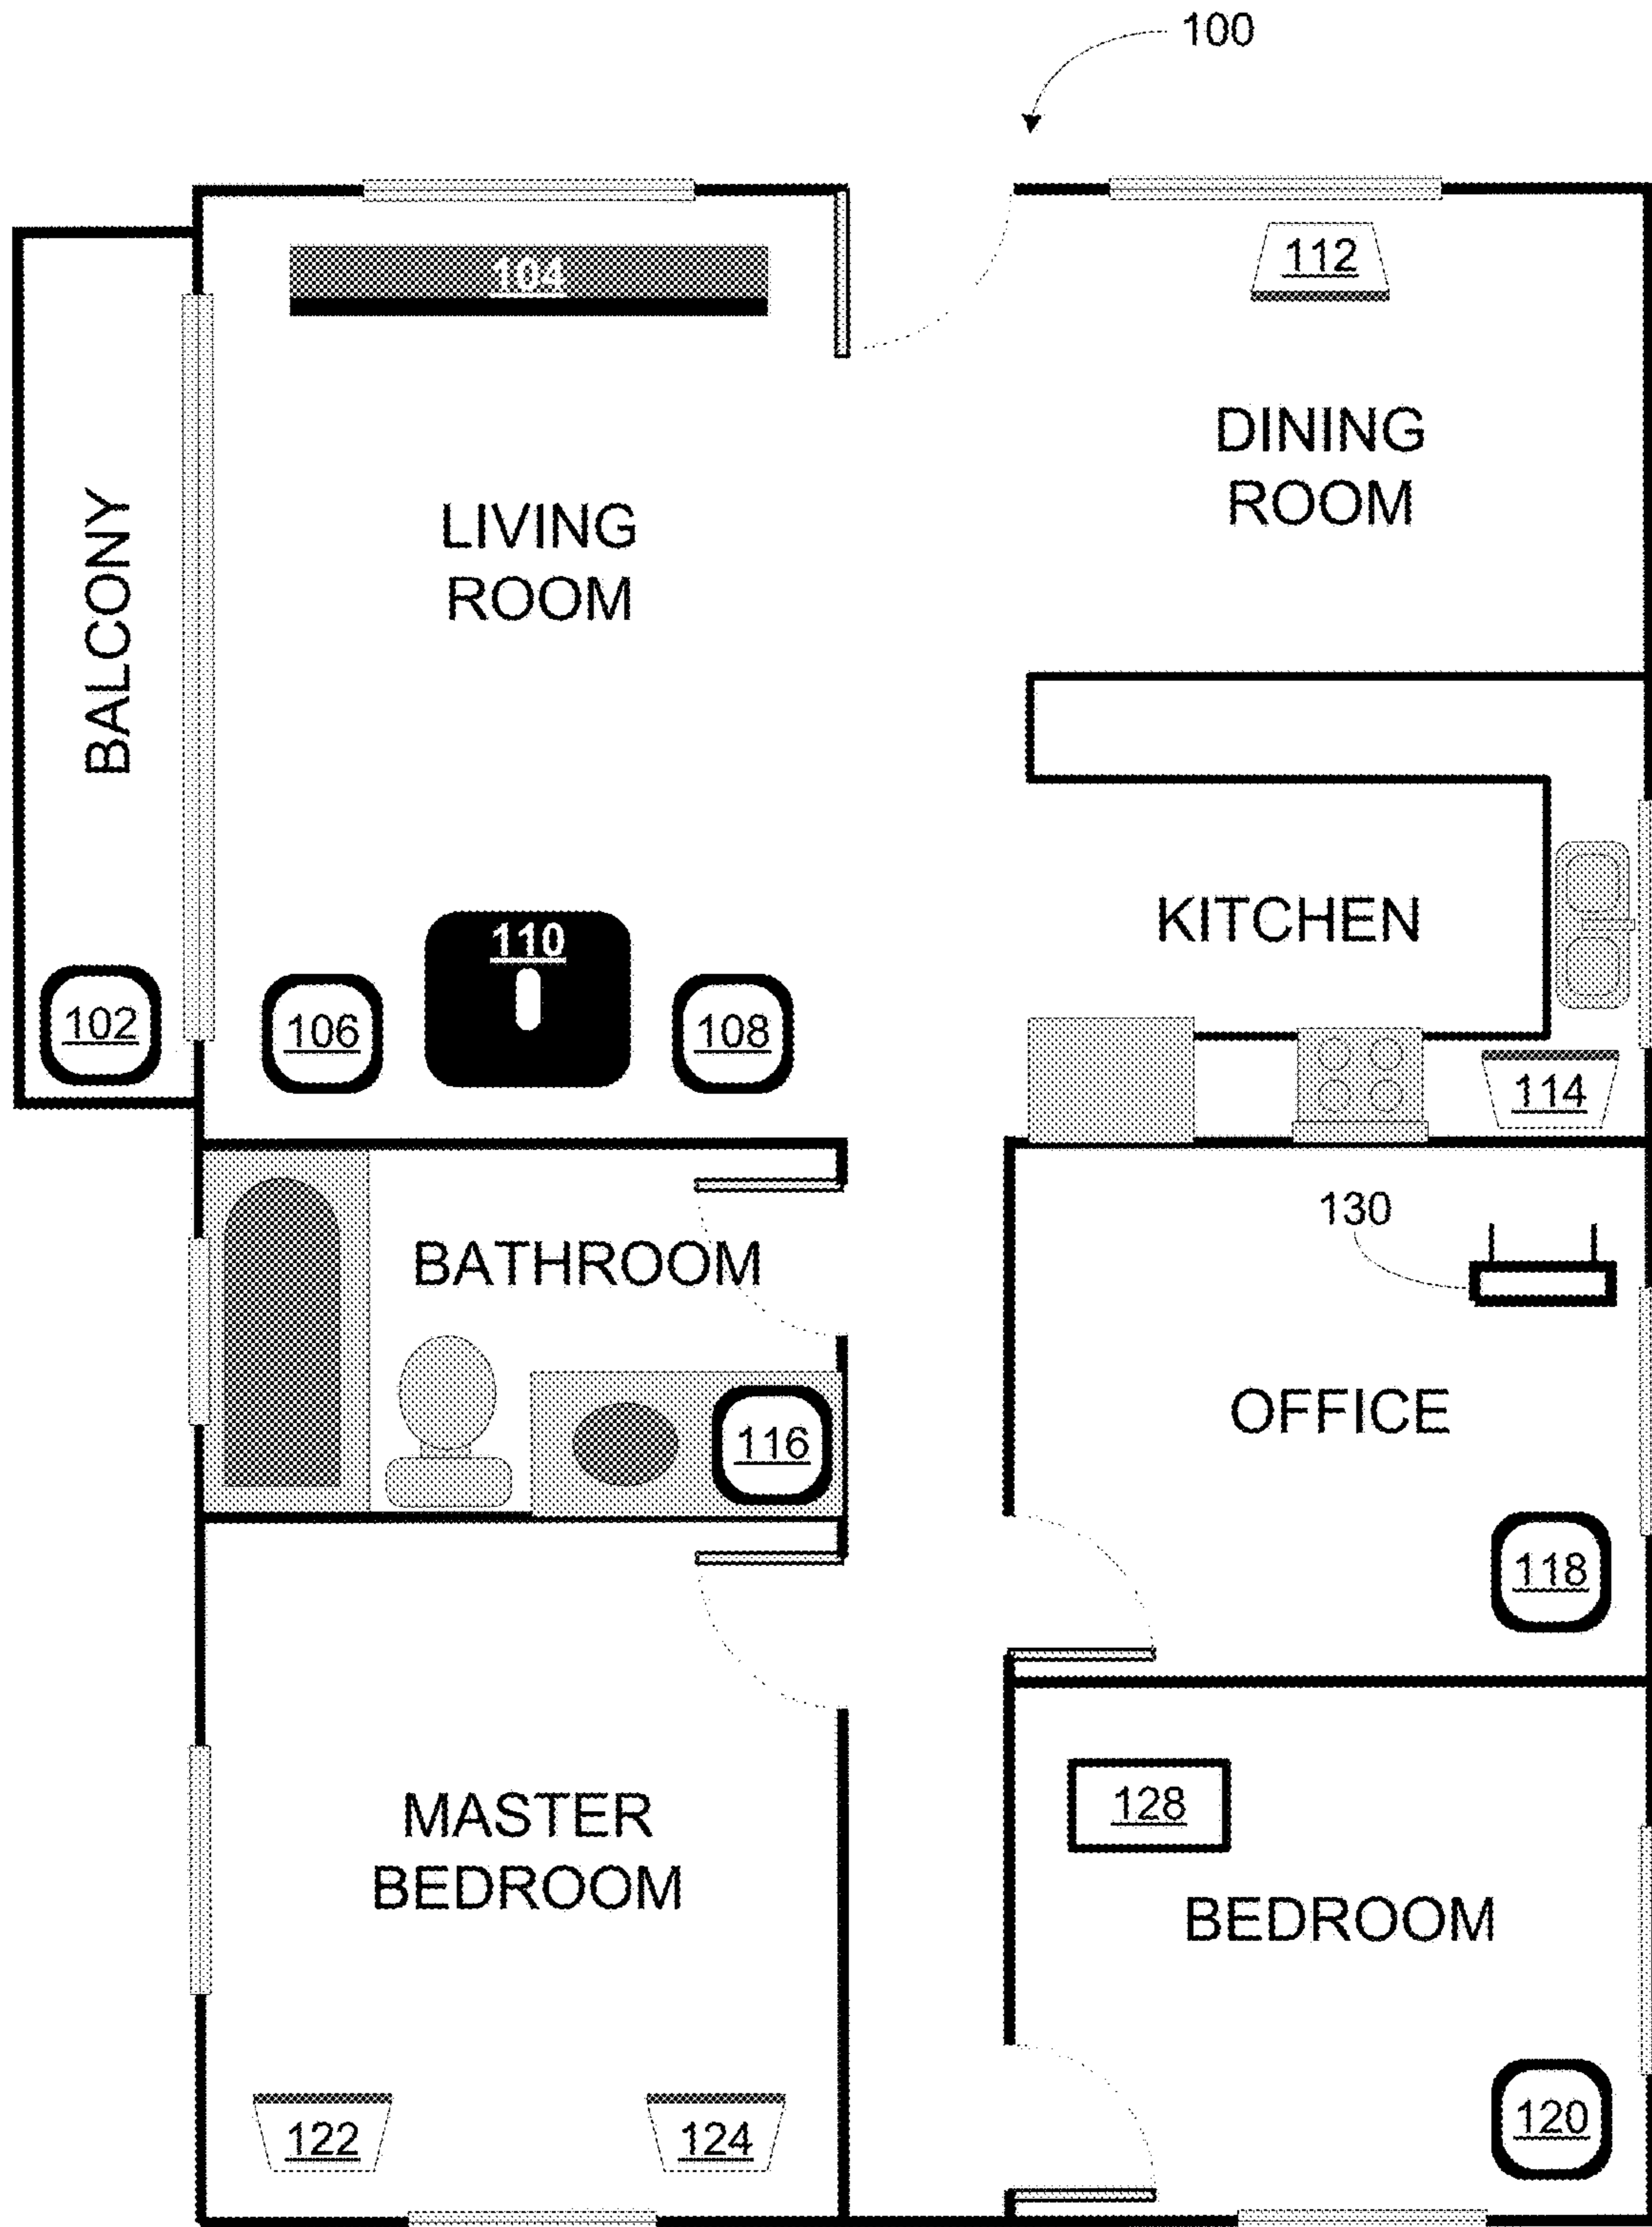 100
104
112
DINING
ROOM
LIVING
ROOM
BALCONY
KITCHEN
110
102
106
108
114
130
BATHROOM
OFFICE
116
118
128
MASTER
BEDROOM
BEDROOM
122
124
120